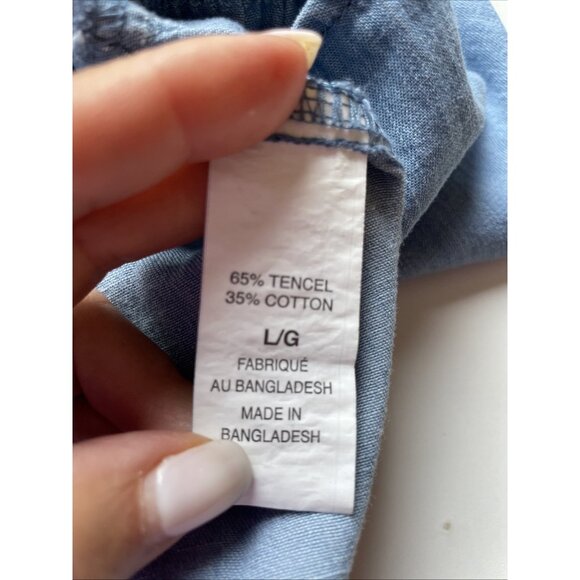 65% TENCEL
35% COTTON
L/G
FABRIQUÉ
AU BANGLADESH
MADE IN
BANGLADESH